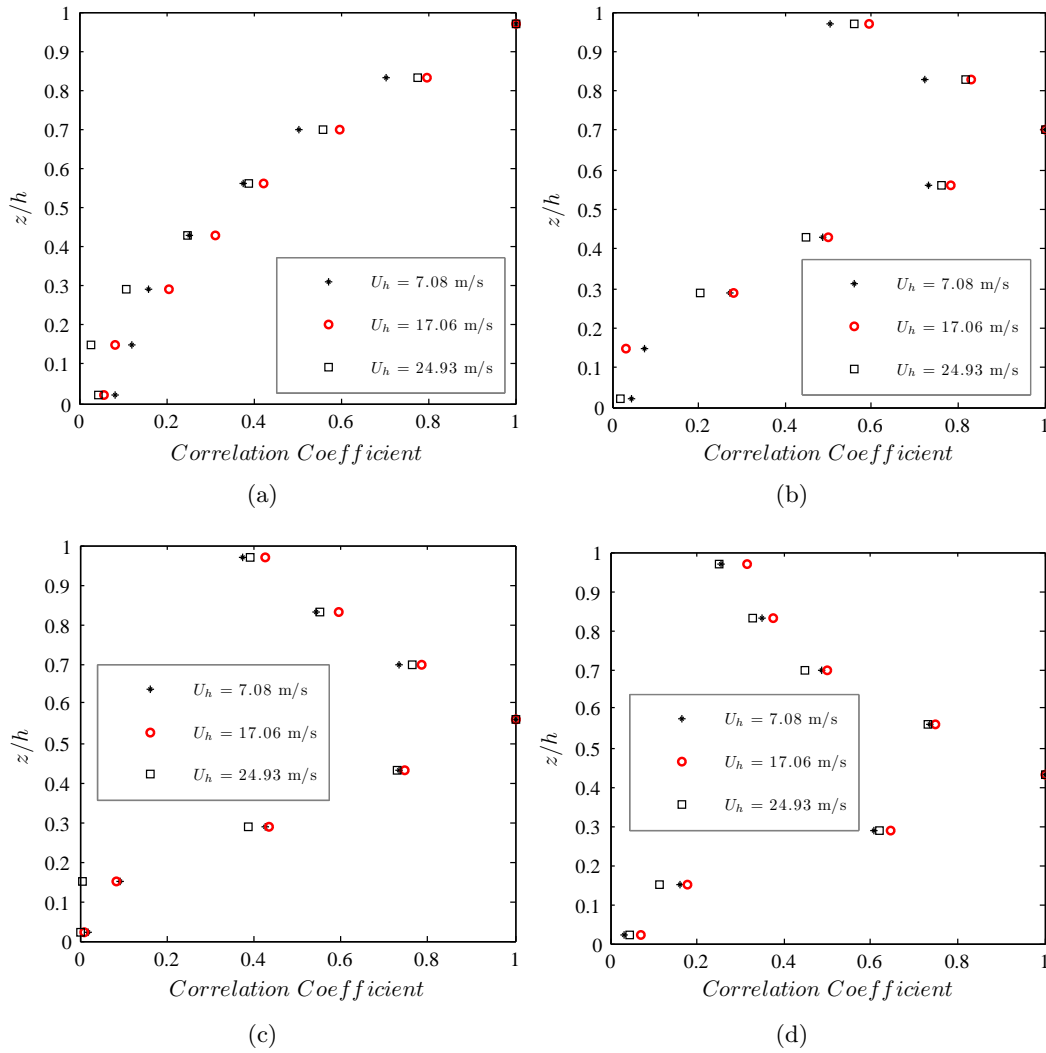 1
0.9
0.8
0.7
0.6
0.5
0.4
0.3
0.2
0.1
0
z/h
0 0.2 0.4 0.6 0.8 1
Correlation Coefficient
U_h = 7.08 m/s
U_h = 17.06 m/s
U_h = 24.93 m/s
(a)
1
0.9
0.8
0.7
0.6
0.5
0.4
0.3
0.2
0.1
0
z/h
0 0.2 0.4 0.6 0.8 1
Correlation Coefficient
U_h = 7.08 m/s
U_h = 17.06 m/s
U_h = 24.93 m/s
(b)
1
0.9
0.8
0.7
0.6
0.5
0.4
0.3
0.2
0.1
0
z/h
0 0.2 0.4 0.6 0.8 1
Correlation Coefficient
U_h = 7.08 m/s
U_h = 17.06 m/s
U_h = 24.93 m/s
(c)
1
0.9
0.8
0.7
0.6
0.5
0.4
0.3
0.2
0.1
0
z/h
0 0.2 0.4 0.6 0.8 1
Correlation Coefficient
U_h = 7.08 m/s
U_h = 17.06 m/s
U_h = 24.93 m/s
(d)